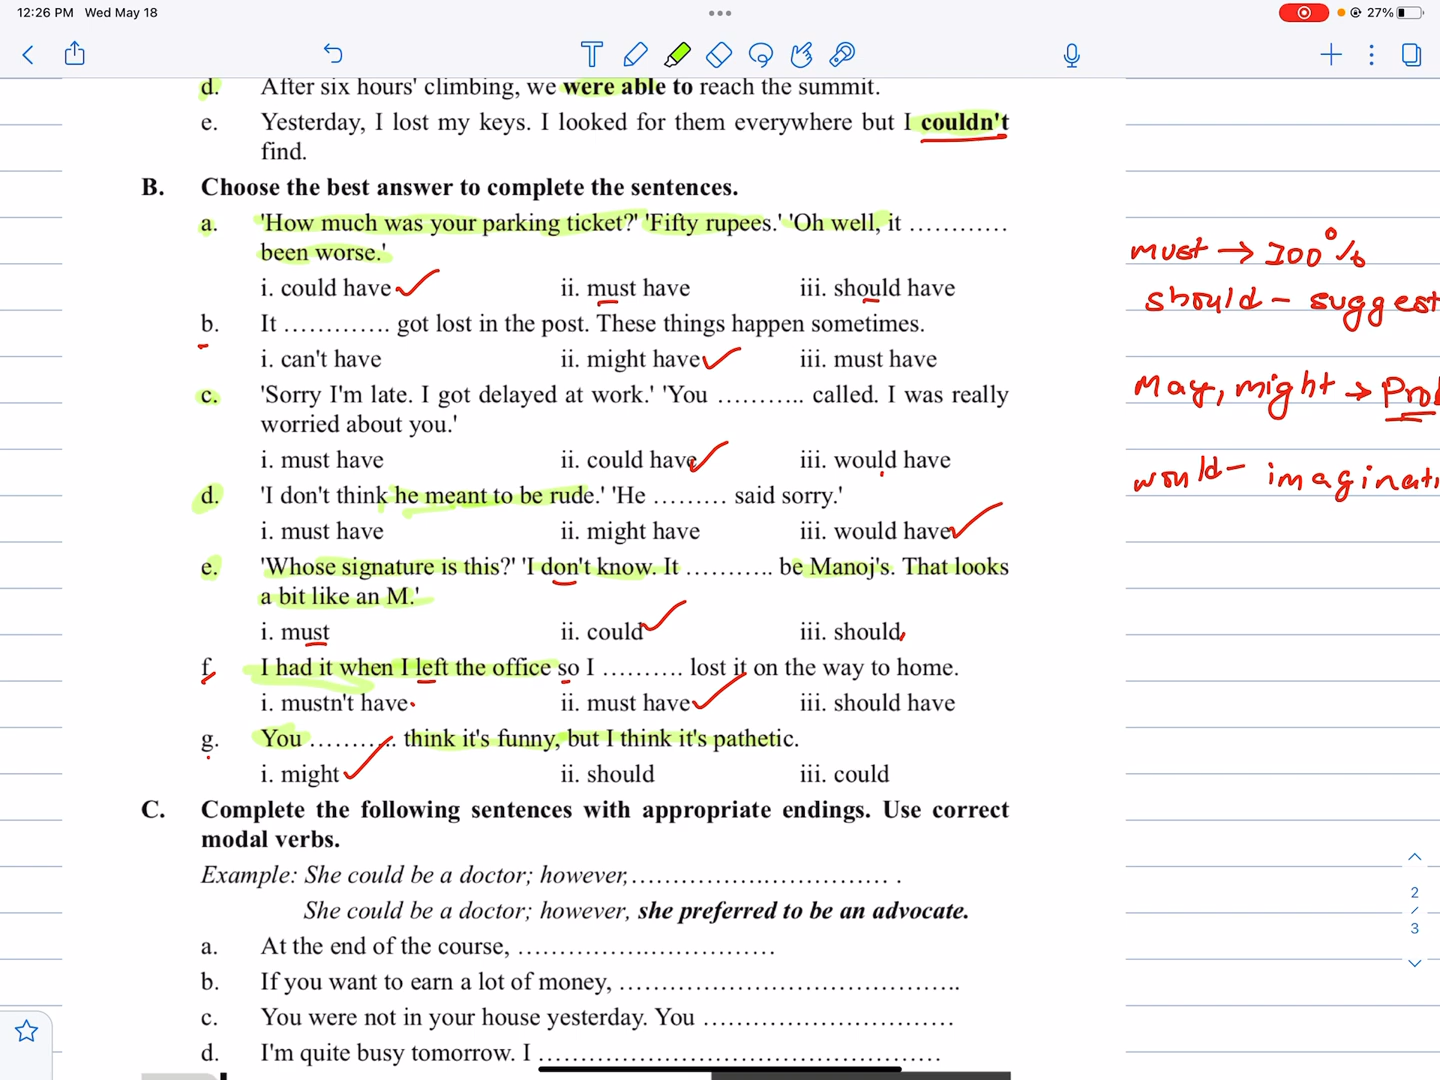 12:26 PM Wed May 18
27%
d. After six hours' climbing, we were able to reach the summit.
e. Yesterday, I lost my keys. I looked for them everywhere but I couldn't
find.
B. Choose the best answer to complete the sentences.
a. 'How much was your parking ticket?' 'Fifty rupees.' 'Oh well, it …………
been worse.'
i. could have ii. must have iii. should have
b. It …………. got lost in the post. These things happen sometimes.
i. can't have ii. might have iii. must have
c. 'Sorry I'm late. I got delayed at work.' 'You ……….. called. I was really
worried about you.'
i. must have ii. could have iii. would have
d. 'I don't think he meant to be rude.' 'He ……… said sorry.'
i. must have ii. might have iii. would have
e. 'Whose signature is this?' 'I don't know. It ……….. be Manoj's. That looks
a bit like an M.'
i. must ii. could iii. should
f. I had it when I left the office so I ………. lost it on the way to home.
i. mustn't have ii. must have iii. should have
g. You ……….. think it's funny, but I think it's pathetic.
i. might ii. should iii. could
C. Complete the following sentences with appropriate endings. Use correct
modal verbs.
Example: She could be a doctor; however,………………………… .
She could be a doctor; however, she preferred to be an advocate.
a. At the end of the course, …………………………
b. If you want to earn a lot of money, …………………………………..
c. You were not in your house yesterday. You …………………………
d. I'm quite busy tomorrow. I …………………………………………
must → 100%
should - suggest
May, might →
would - imaginati
2
/
3